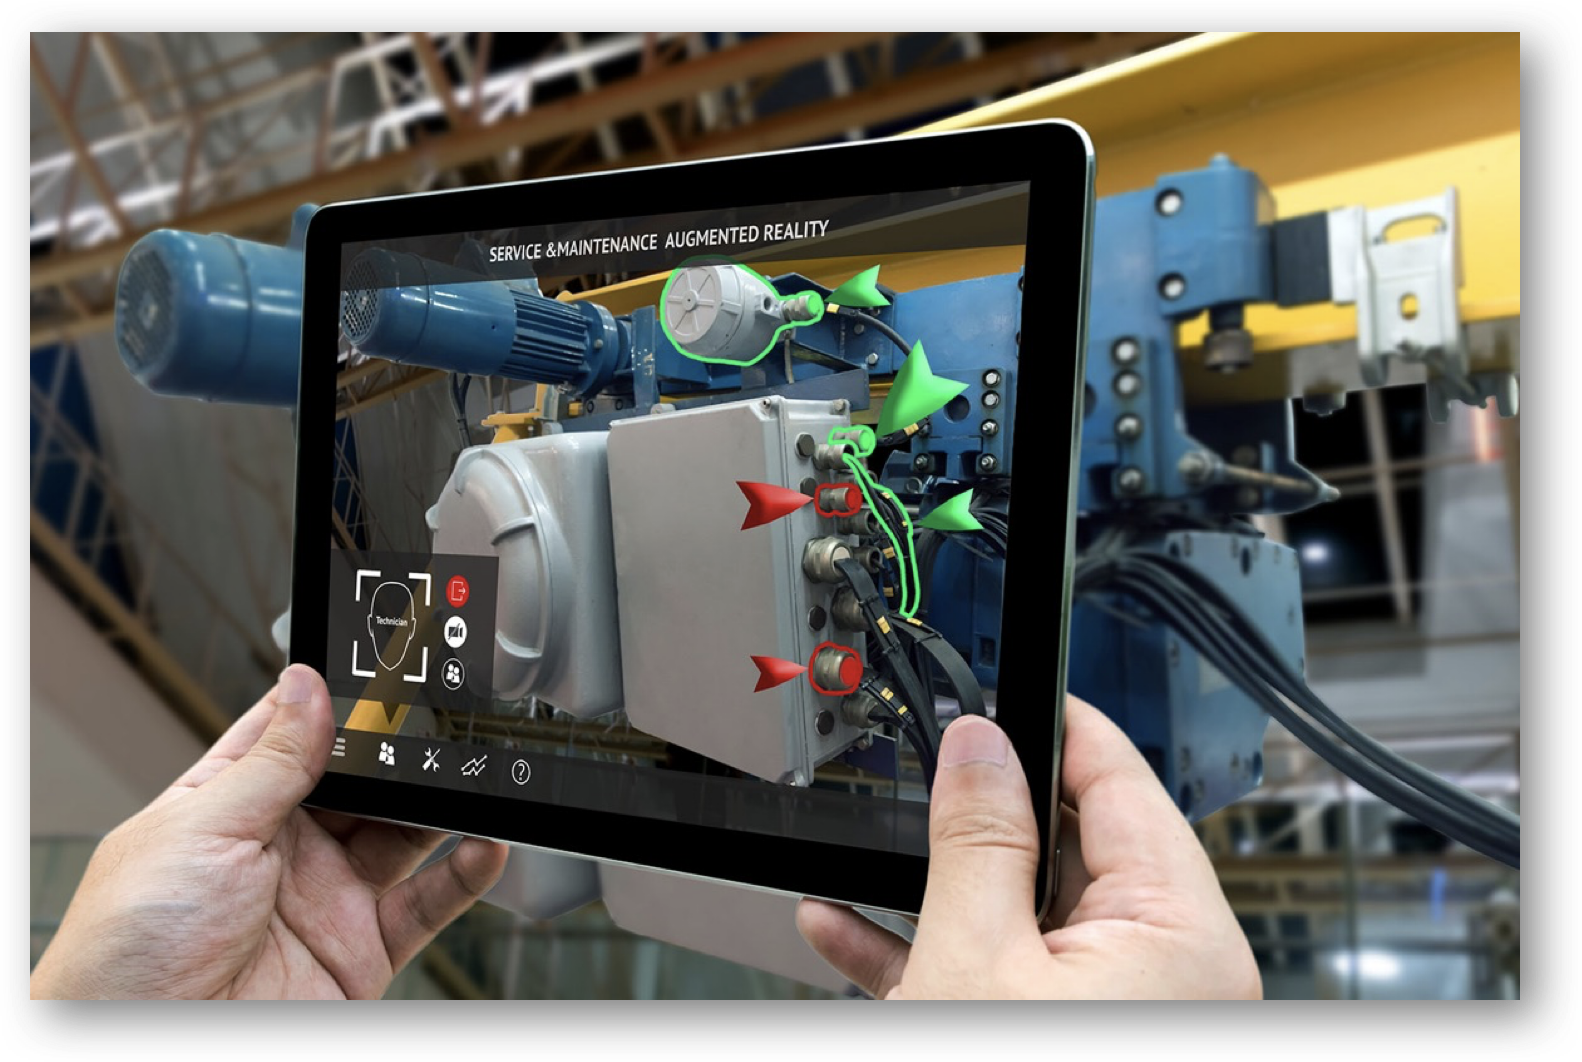 SERVICE &MAINTENANCE AUGMENTED REALITY
Technician
?